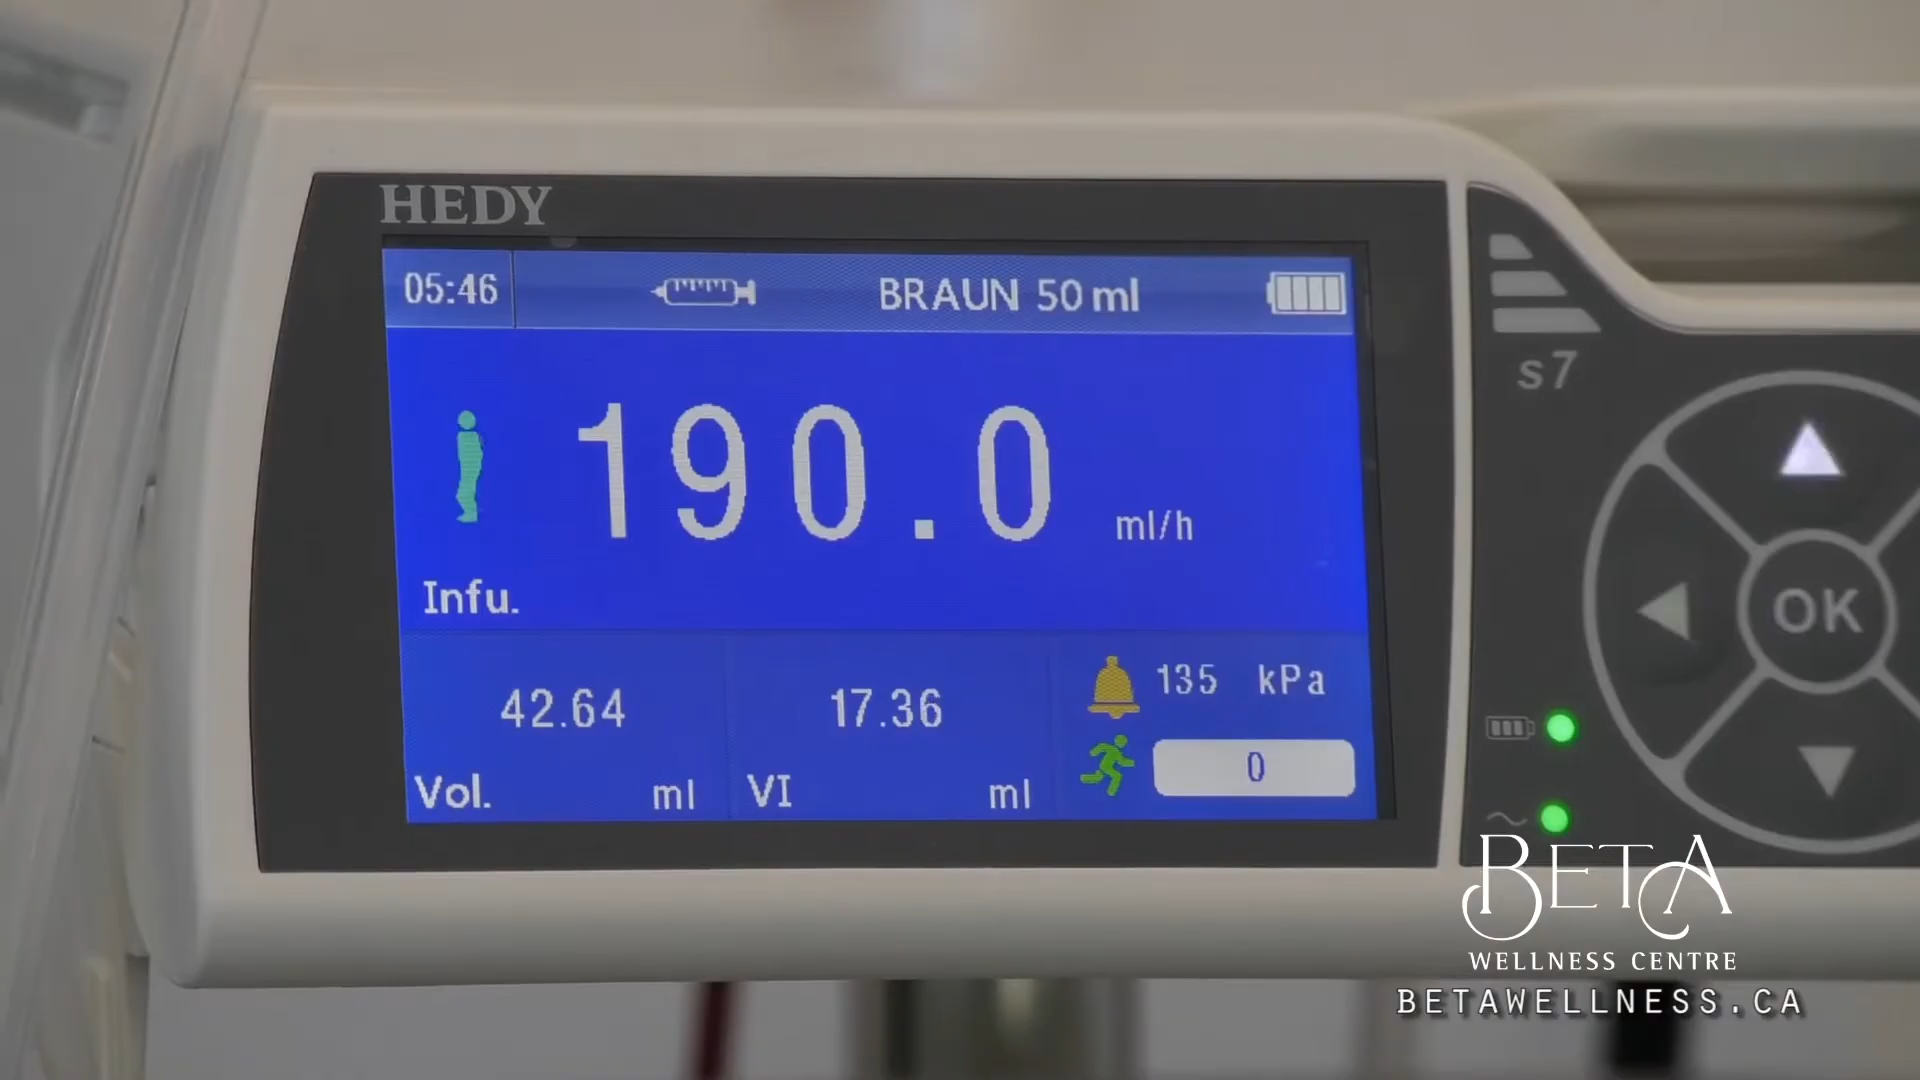 HEDY
05:46 BRAUN 50 ml
190.0 ml/h
Infu.
42.64
Vol. ml
17.36
VI ml
135 kPa
0
s7
OK
BETA
WELLNESS CENTRE
BETAWELLNESS.CA